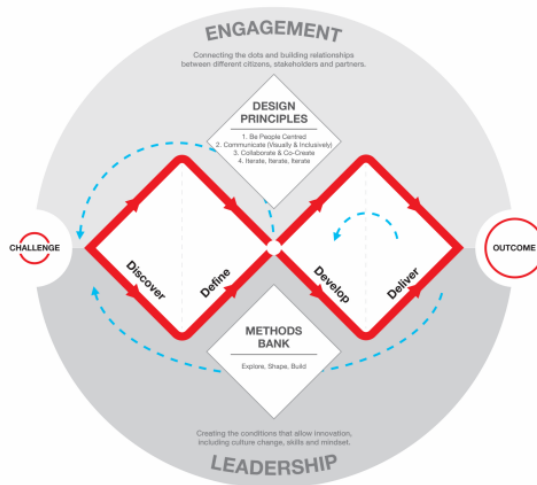 ENGAGEMENT
Connecting the dots and building relationships
between different citizens, stakeholders and partners.
DESIGN
PRINCIPLES
1. Be People Centred
2. Communicate (Visually & Inclusively)
3. Collaborate & Co-Create
4. Iterate, Iterate, Iterate
CHALLENGE
OUTCOME
Discover
Define
Develop
Deliver
METHODS
BANK
Explore, Shape, Build
Creating the conditions that allow innovation,
including culture change, skills and mindset.
LEADERSHIP